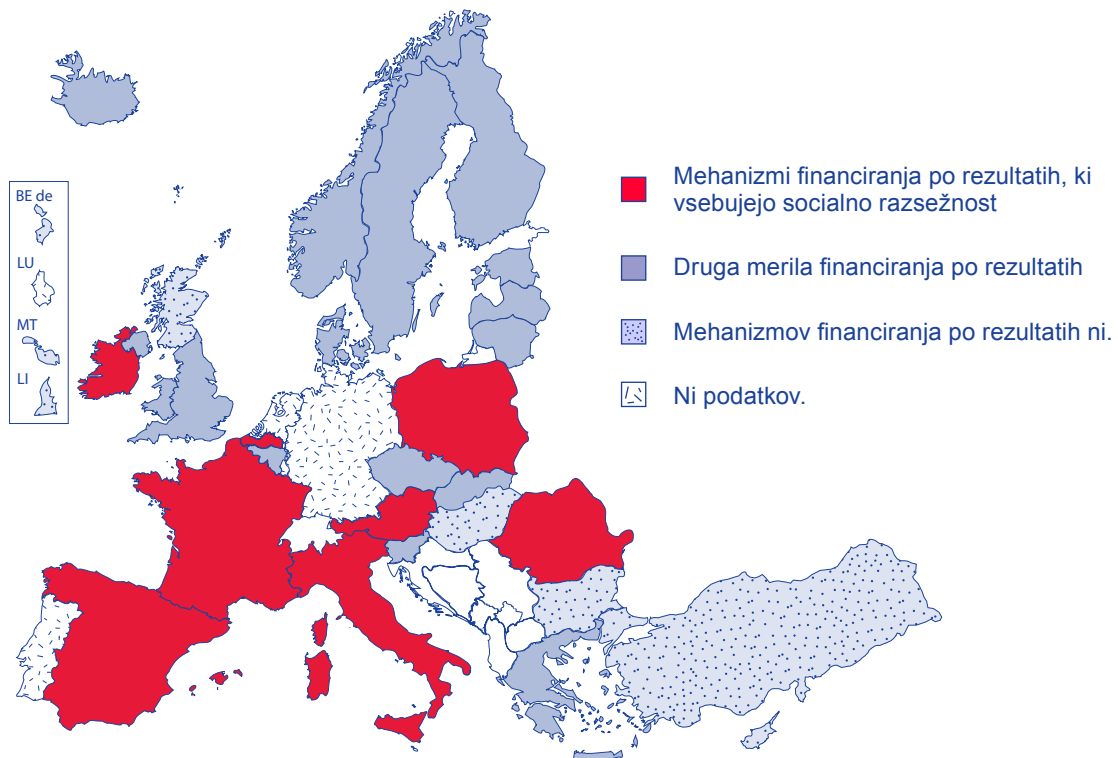 BE de
LU
MT
LI
Mehanizmi financiranja po rezultatih, ki
vsebujejo socialno razsežnost
Druga merila financiranja po rezultatih
Mehanizmov financiranja po rezultatih ni.
Ni podatkov.